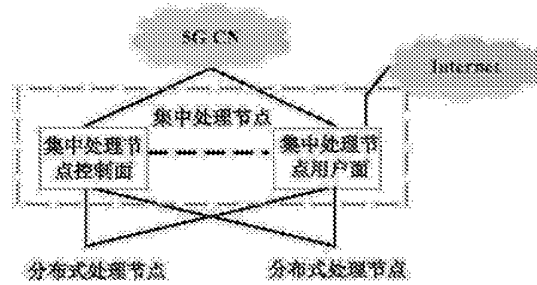 5G CN
Internet
集中处理节点
集中处理节
点控制面
集中处理节
点用户面
分布式处理节点
分布式处理节点